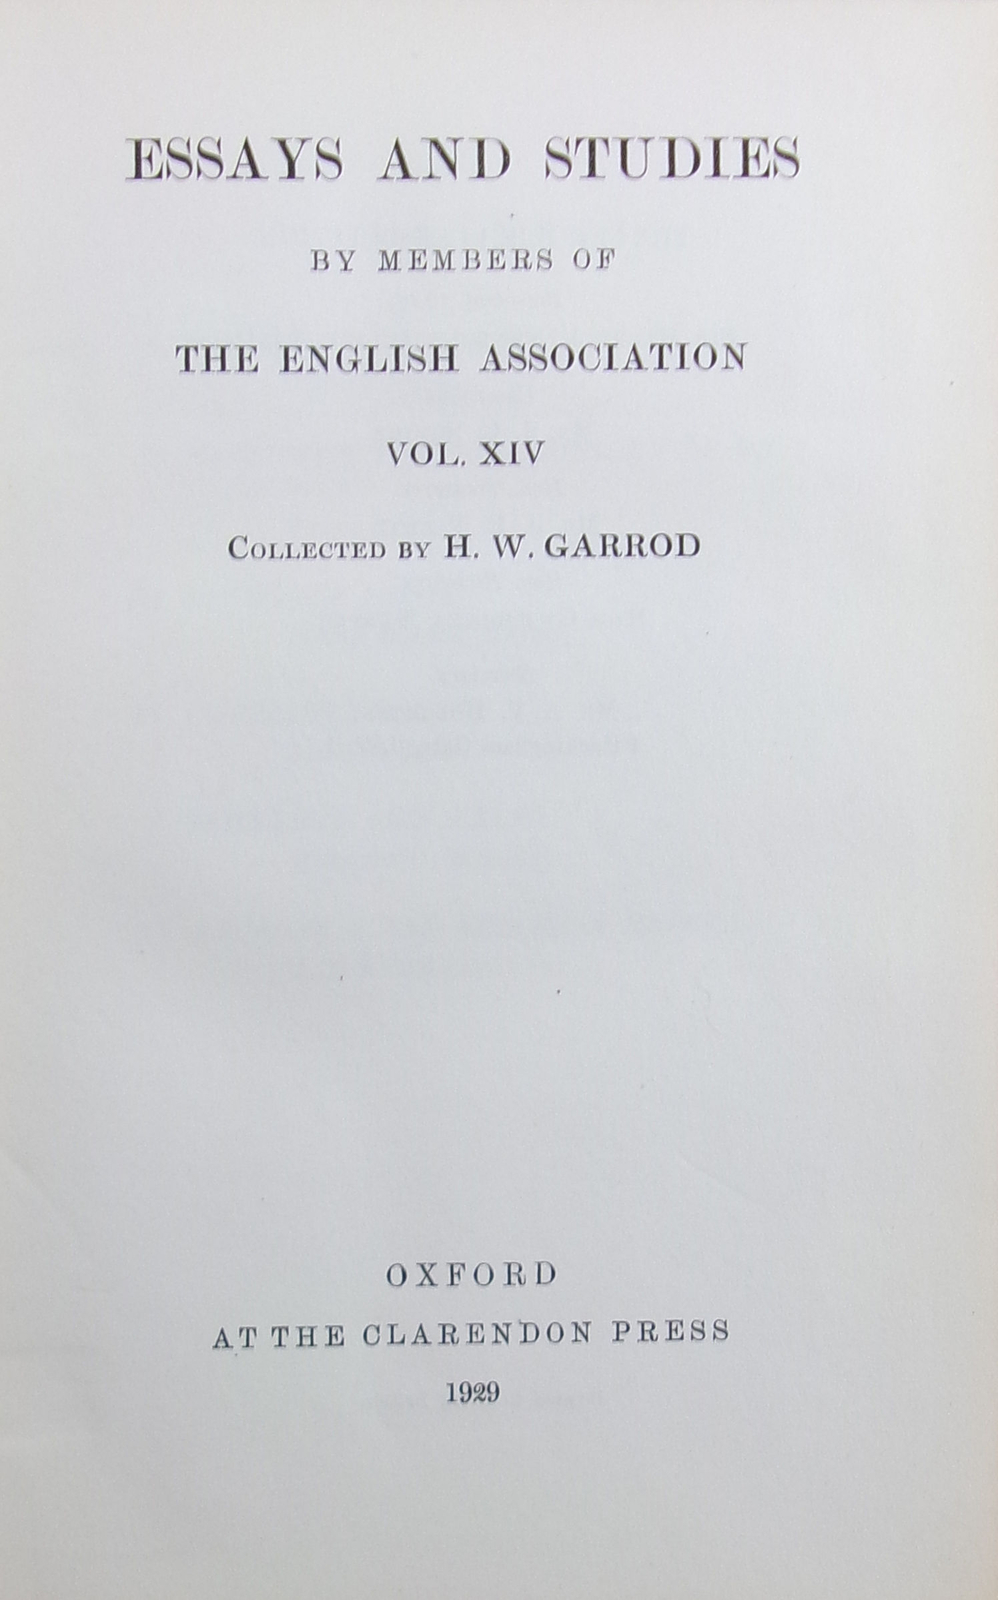 ESSAYS AND STUDIES
BY MEMBERS OF
THE ENGLISH ASSOCIATION
VOL. XIV
COLLECTED BY H. W. GARROD
OXFORD
AT THE CLARENDON PRESS
1929